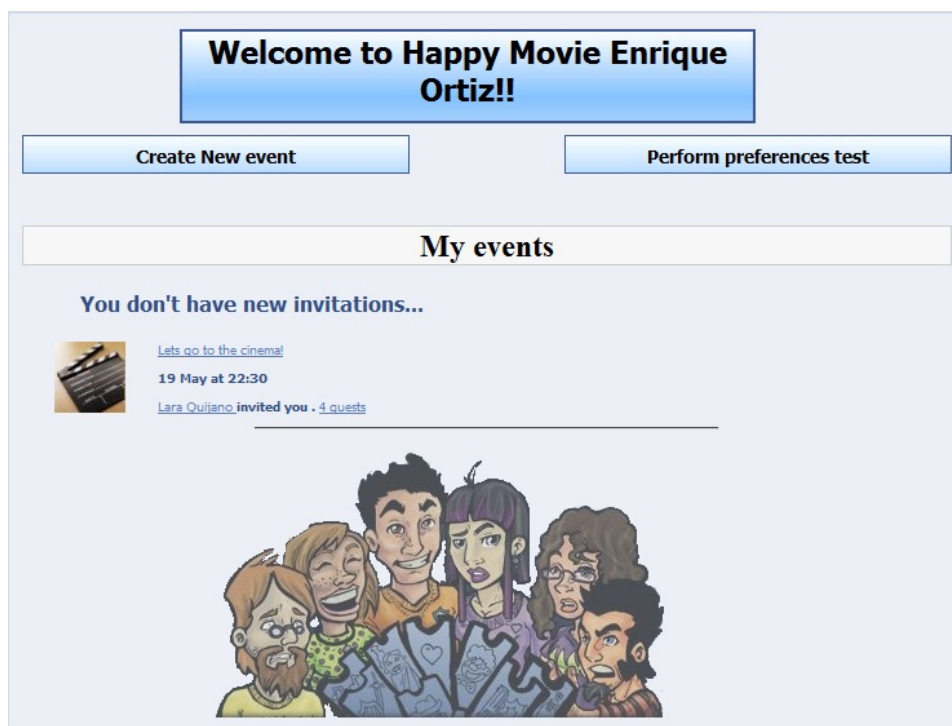 Welcome to Happy Movie Enrique
Ortiz!!
Create New event
Perform preferences test
My events
You don't have new invitations...
Lets go to the cinema!
19 May at 22:30
Lara Quijano invited you . 4 guests